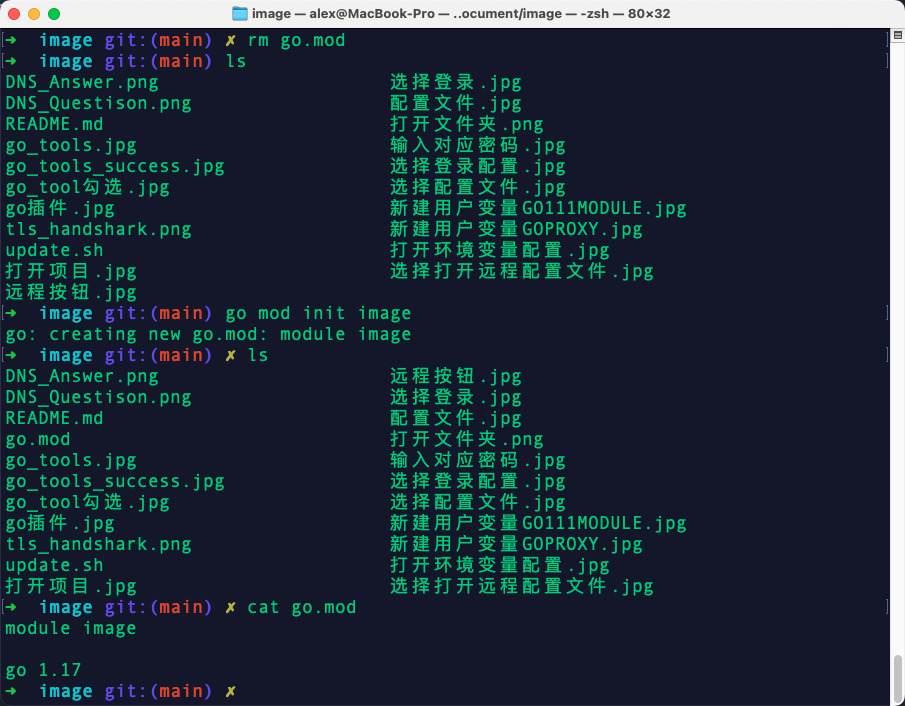 image — alex@MacBook-Pro — ..ocument/image — -zsh — 80×32
[➜  image git:(main) ✗ rm go.mod ]
[➜  image git:(main) ls ]
DNS_Answer.png 选择登录.jpg
DNS_Questison.png 配置文件.jpg
README.md 打开文件夹.png
go_tools.jpg 输入对应密码.jpg
go_tools_success.jpg 选择登录配置.jpg
go_tool勾选.jpg 选择配置文件.jpg
go插件.jpg 新建用户变量GO111MODULE.jpg
tls_handshark.png 新建用户变量GOPROXY.jpg
update.sh 打开环境变量配置.jpg
打开项目.jpg 选择打开远程配置文件.jpg
远程按钮.jpg
[➜  image git:(main) go mod init image ]
go: creating new go.mod: module image
[➜  image git:(main) ✗ ls ]
DNS_Answer.png 远程按钮.jpg
DNS_Questison.png 选择登录.jpg
README.md 配置文件.jpg
go.mod 打开文件夹.png
go_tools.jpg 输入对应密码.jpg
go_tools_success.jpg 选择登录配置.jpg
go_tool勾选.jpg 选择配置文件.jpg
go插件.jpg 新建用户变量GO111MODULE.jpg
tls_handshark.png 新建用户变量GOPROXY.jpg
update.sh 打开环境变量配置.jpg
打开项目.jpg 选择打开远程配置文件.jpg
[➜  image git:(main) ✗ cat go.mod ]
module image
go 1.17
➜  image git:(main) ✗